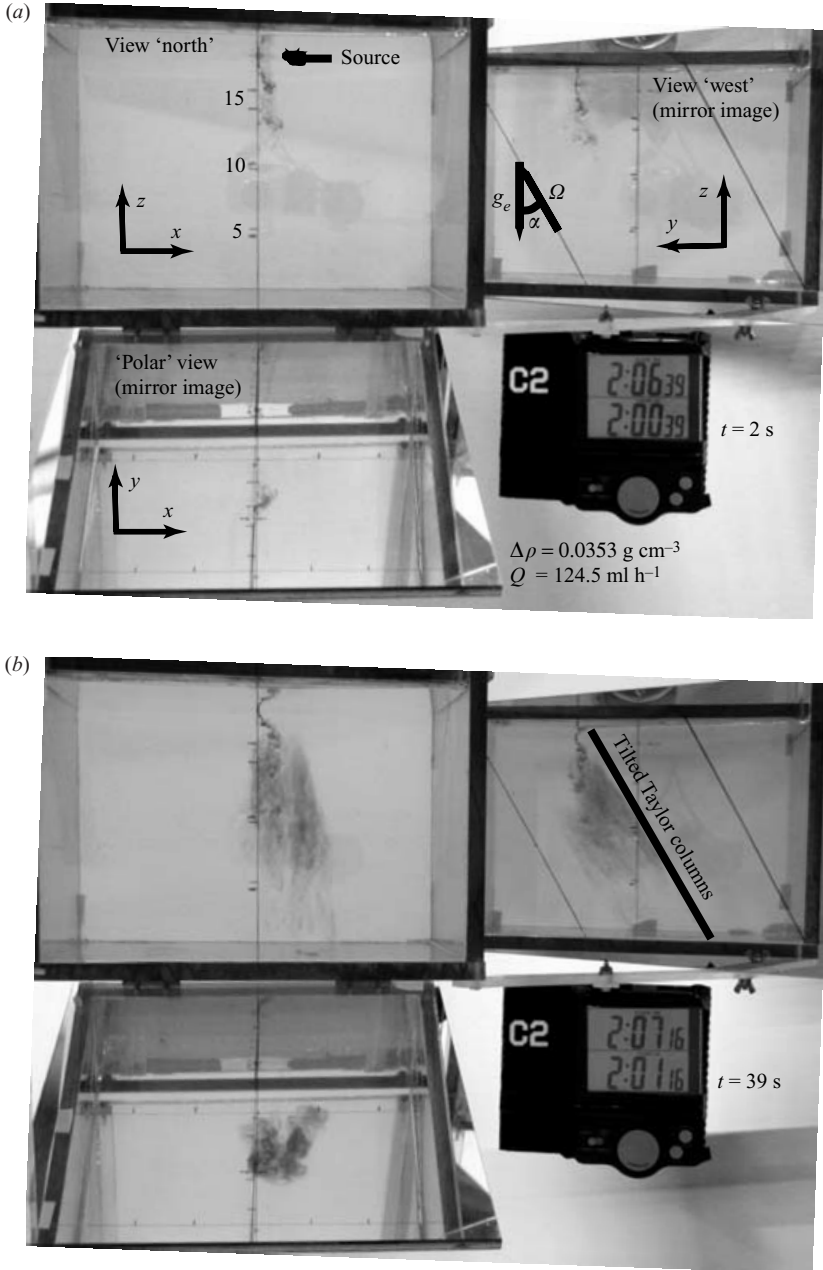 (a)
View ‘north’
Source
15
10
5
z
x
View ‘west’
(mirror image)
g_e
Ω
α
z
y
‘Polar’ view
(mirror image)
y
x
C2
2:06 39
2:00 39
t = 2 s
Δρ = 0.0353 g cm⁻³
Q = 124.5 ml h⁻¹
(b)
Tilted Taylor columns
C2
2:07 16
2:01 16
t = 39 s